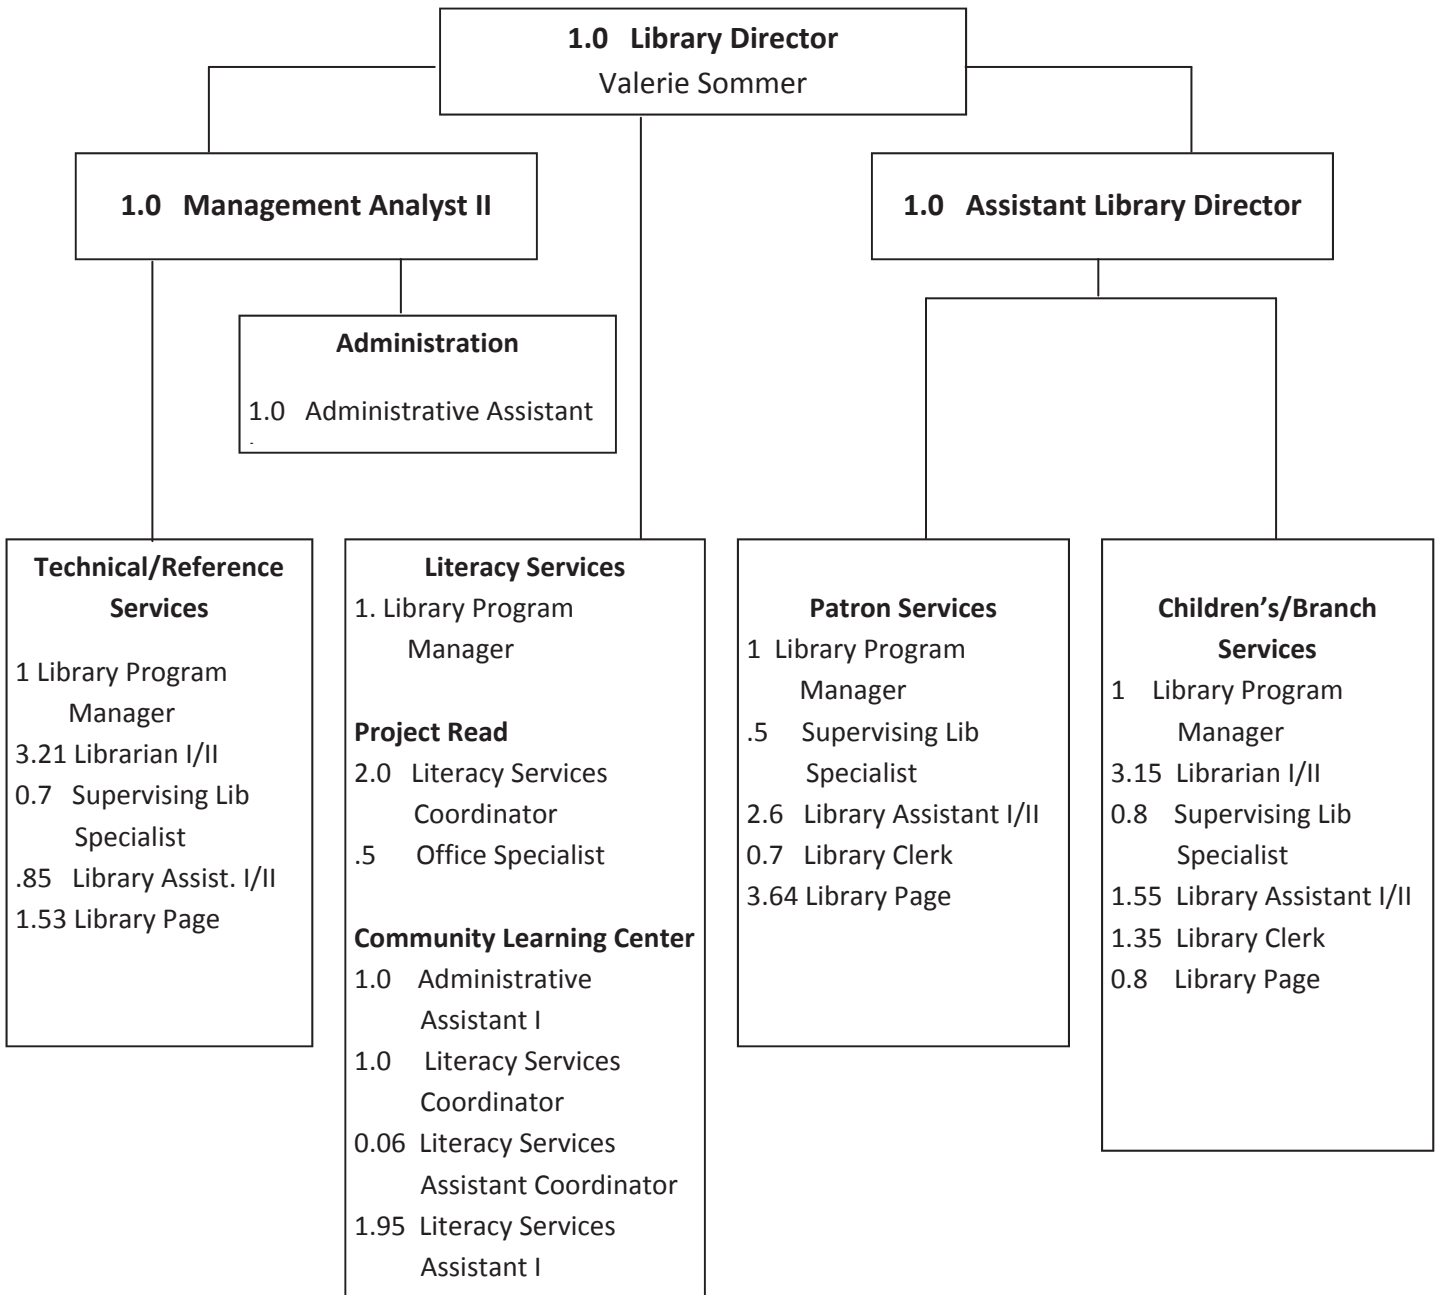 1.0 Library Director
Valerie Sommer
1.0 Management Analyst II
1.0 Assistant Library Director
Administration
1.0 Administrative Assistant
Technical/Reference
Services
1 Library Program
Manager
3.21 Librarian I/II
0.7 Supervising Lib
Specialist
.85 Library Assist. I/II
1.53 Library Page
Literacy Services
1. Library Program
Manager
Project Read
2.0 Literacy Services
Coordinator
.5 Office Specialist
Community Learning Center
1.0 Administrative
Assistant I
1.0 Literacy Services
Coordinator
0.06 Literacy Services
Assistant Coordinator
1.95 Literacy Services
Assistant I
Patron Services
1 Library Program
Manager
.5 Supervising Lib
Specialist
2.6 Library Assistant I/II
0.7 Library Clerk
3.64 Library Page
Children’s/Branch
Services
1 Library Program
Manager
3.15 Librarian I/II
0.8 Supervising Lib
Specialist
1.55 Library Assistant I/II
1.35 Library Clerk
0.8 Library Page